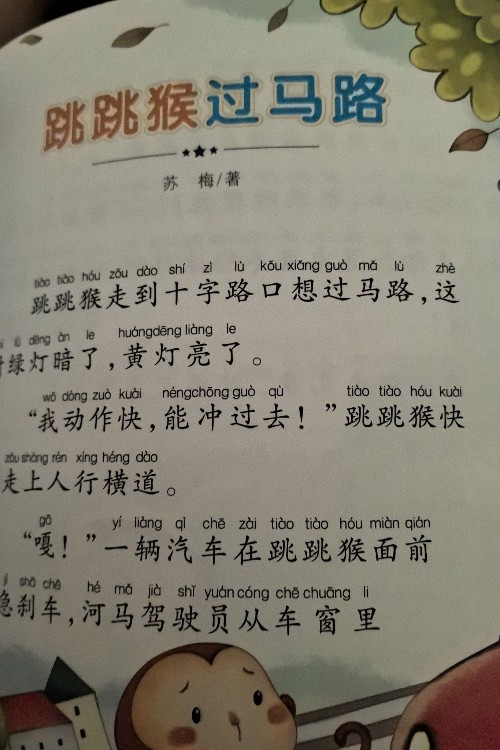 跳跳猴过马路
苏 梅/著
tiào tiào hóu zǒu dào shí zì lù kǒu xiǎng guò mǎ lù zhè
跳跳猴走到十字路口想过马路,这
lǜ dēng àn le huángdēng liàng le
时绿灯暗了,黄灯亮了。
wǒ dòng zuò kuài néngchōng guò qù tiào tiào hóu kuài
“我动作快,能冲过去!”跳跳猴快
zǒu shàng rén xíng héng dào
走上人行横道。
gā yí liàng qì chē zài tiào tiào hóu miàn qián
“嘎!”一辆汽车在跳跳猴面前
jí shā chē hé mǎ jià shǐ yuán cóng chē chuāng li
急刹车,河马驾驶员从车窗里